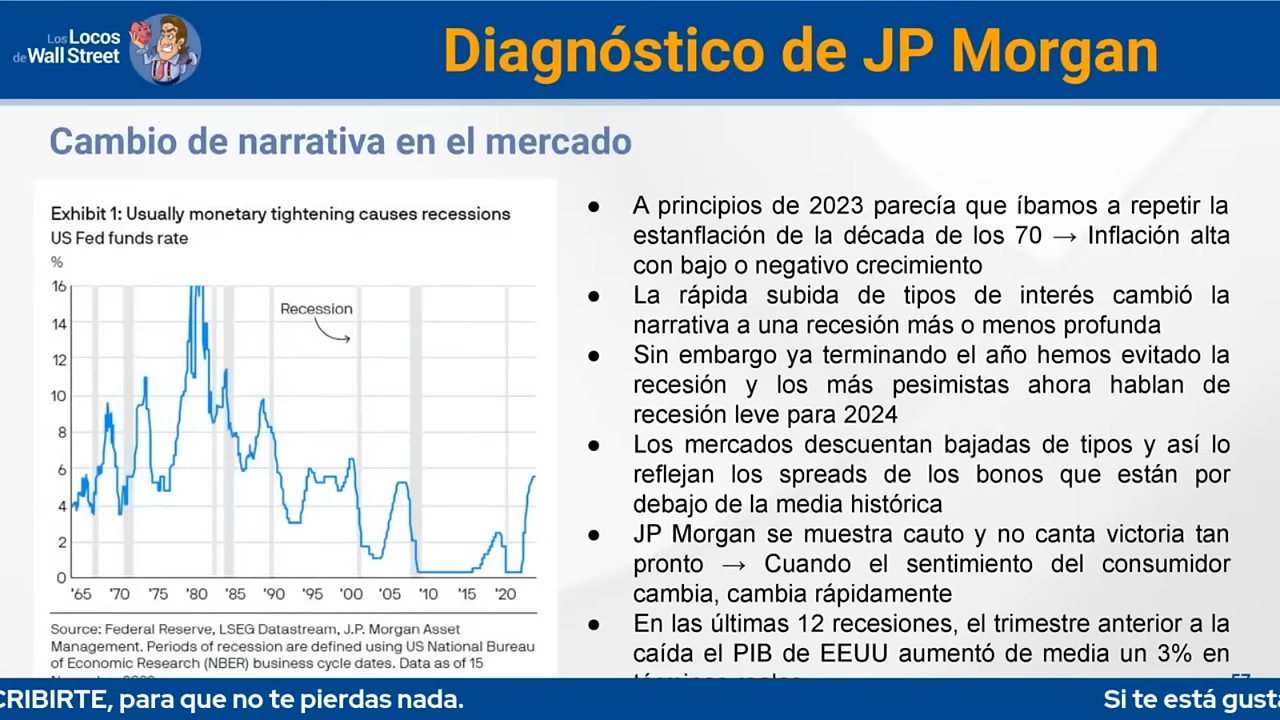 Los Locos
de Wall Street
Diagnóstico de JP Morgan
Cambio de narrativa en el mercado
Exhibit 1: Usually monetary tightening causes recessions
US Fed funds rate
%
16
14
12
10
8
6
4
2
0
Recession
'65 '70 '75 '80 '85 '90 '95 '00 '05 '10 '15 '20
Source: Federal Reserve, LSEG Datastream, J.P. Morgan Asset
Management. Periods of recession are defined using US National Bureau
of Economic Research (NBER) business cycle dates. Data as of 15
● A principios de 2023 parecía que íbamos a repetir la
estanflación de la década de los 70 → Inflación alta
con bajo o negativo crecimiento
● La rápida subida de tipos de interés cambió la
narrativa a una recesión más o menos profunda
● Sin embargo ya terminando el año hemos evitado la
recesión y los más pesimistas ahora hablan de
recesión leve para 2024
● Los mercados descuentan bajadas de tipos y así lo
reflejan los spreads de los bonos que están por
debajo de la media histórica
● JP Morgan se muestra cauto y no canta victoria tan
pronto → Cuando el sentimiento del consumidor
cambia, cambia rápidamente
● En las últimas 12 recesiones, el trimestre anterior a la
caída el PIB de EEUU aumentó de media un 3% en
CRIBIRTE, para que no te pierdas nada.
Si te está gusta